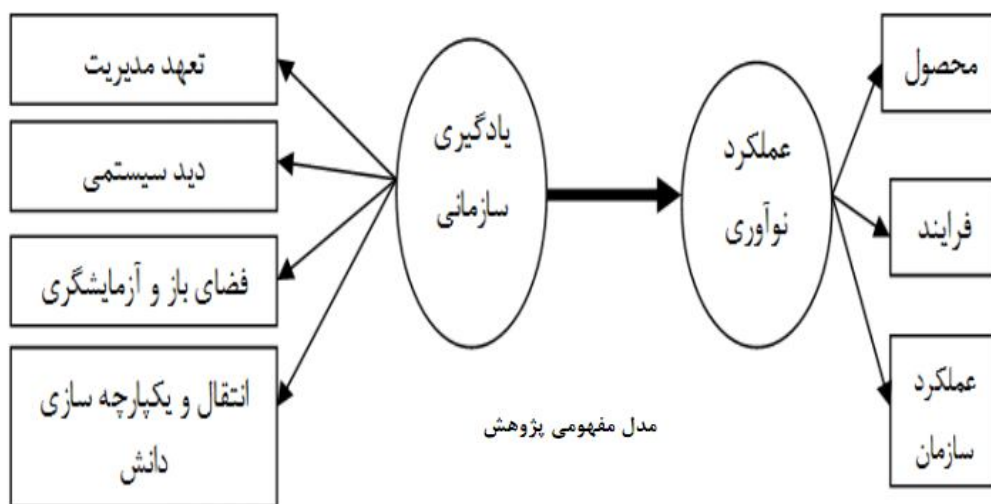 تعهد مدیریت
دید سیستمی
فضای باز و آزمایشگری
انتقال و یکپارچه سازی
دانش
یادگیری
سازمانی
عملکرد
نوآوری
محصول
فرایند
عملکرد
سازمان
مدل مفهومی پژوهش